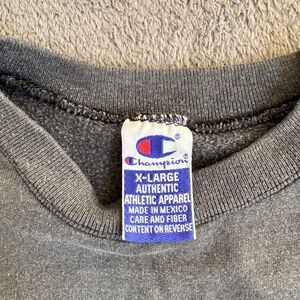 Champion
X-LARGE
AUTHENTIC
ATHLETIC APPAREL
MADE IN MEXICO
CARE AND FIBER
CONTENT ON REVERSE